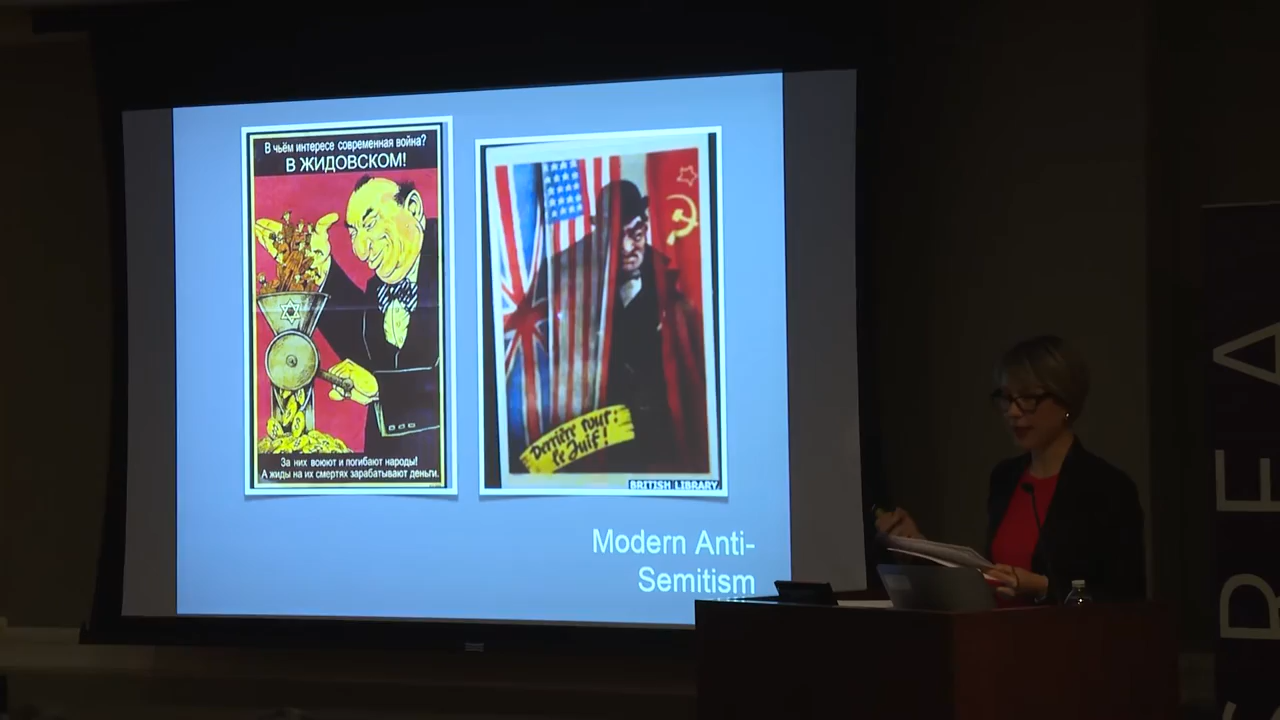 В чьём интересе современная война?
В ЖИДОВСКОМ!
За них воюют и погибают народы!
А жиды на их смертях зарабатывают деньги.
Derrière tout:
le Juif!
BRITISH LIBRARY
Modern Anti-
Semitism